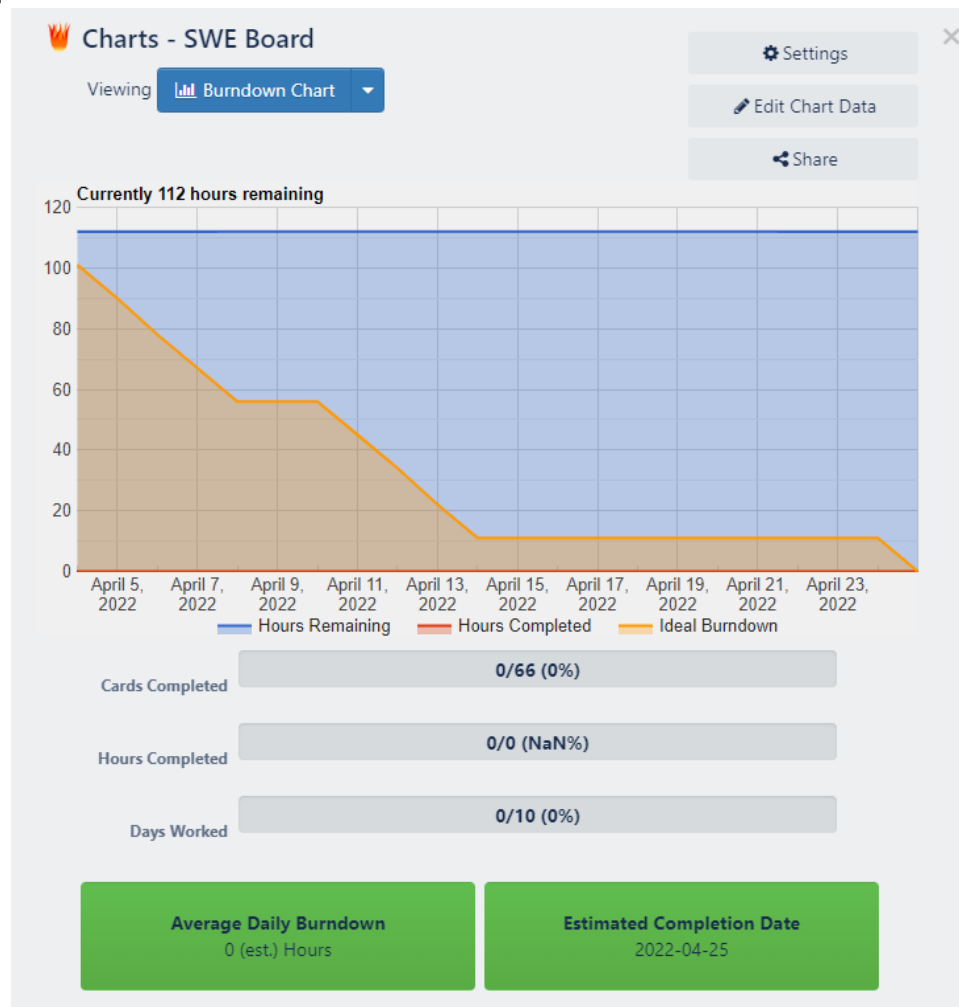 Charts - SWE Board
Settings
Viewing
Burndown Chart
Edit Chart Data
Share
Currently 112 hours remaining
120
100
80
60
40
20
0
April 5, April 7, April 9, April 11, April 13, April 15, April 17, April 19, April 21, April 23,
2022 2022 2022 2022 2022 2022 2022 2022 2022 2022
Hours Remaining Hours Completed Ideal Burndown
Cards Completed
0/66 (0%)
Hours Completed
0/0 (NaN%)
Days Worked
0/10 (0%)
Average Daily Burndown
0 (est.) Hours
Estimated Completion Date
2022-04-25